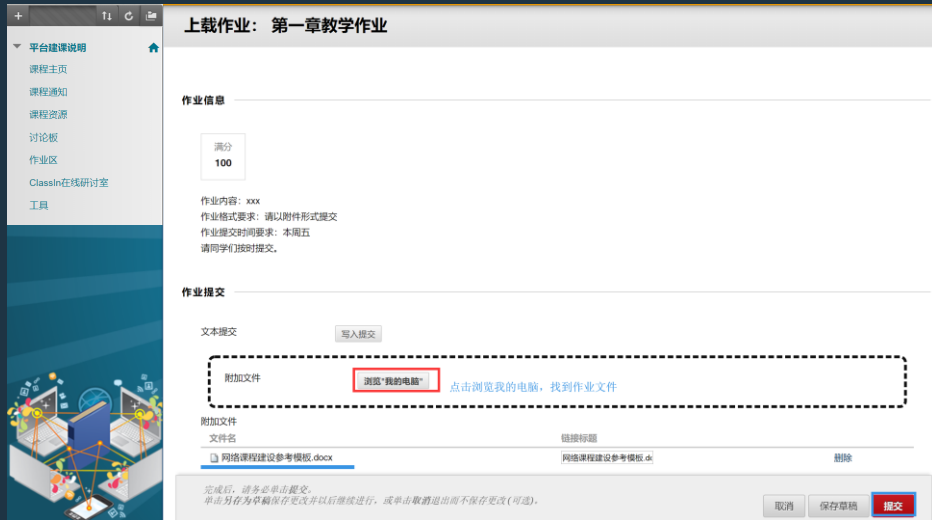 上载作业： 第一章教学作业
平台建课说明
课程主页
课程通知
课程资源
讨论板
作业区
ClassIn在线研讨室
工具
作业信息
满分
100
作业内容：xxx
作业格式要求：请以附件形式提交
作业提交时间要求：本周五
请同学们按时提交。
作业提交
文本提交 写入提交
附加文件 浏览"我的电脑" 点击浏览我的电脑，找到作业文件
附加文件
文件名 链接标题
网络课程建设参考模板.docx 网络课程建设参考模板.dc 删除
完成后，请务必单击提交。
单击另存为草稿保存更改并以后继续进行，或单击取消退出而不保存更改(可选)。
取消 保存草稿 提交